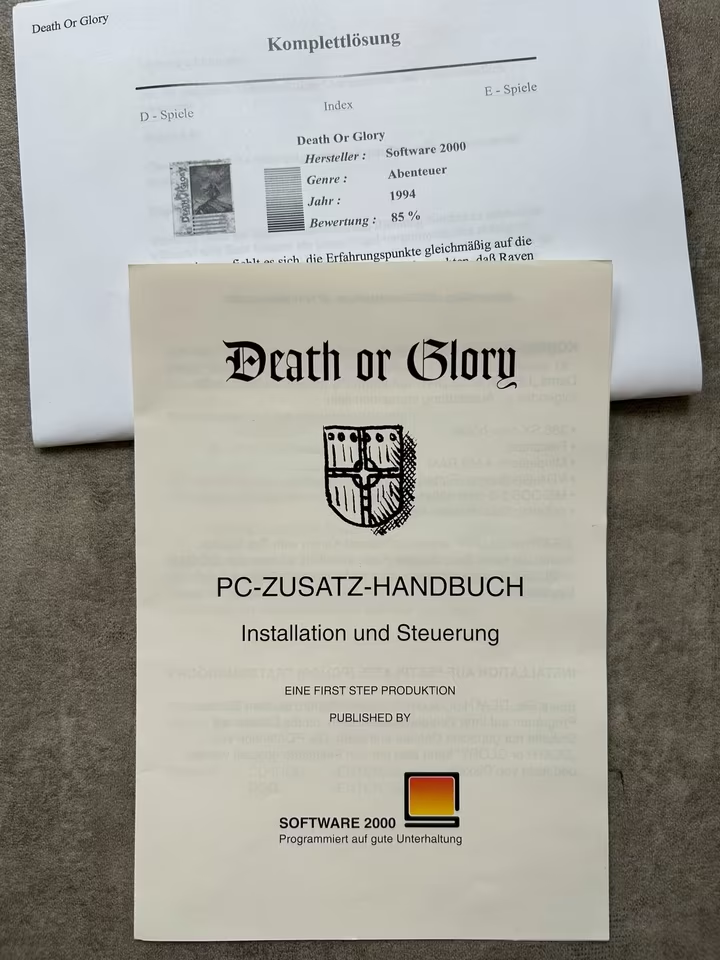 Death Or Glory
Komplettlösung
D - Spiele
Index
E - Spiele
Death Or Glory
Hersteller : Software 2000
Genre : Abenteuer
Jahr : 1994
Bewertung : 85 %
es sich, die Erfahrungspunkte gleichmäßig auf die
daß Raven
Death or Glory
PC-ZUSATZ-HANDBUCH
Installation und Steuerung
EINE FIRST STEP PRODUKTION
PUBLISHED BY
SOFTWARE 2000
Programmiert auf gute Unterhaltung